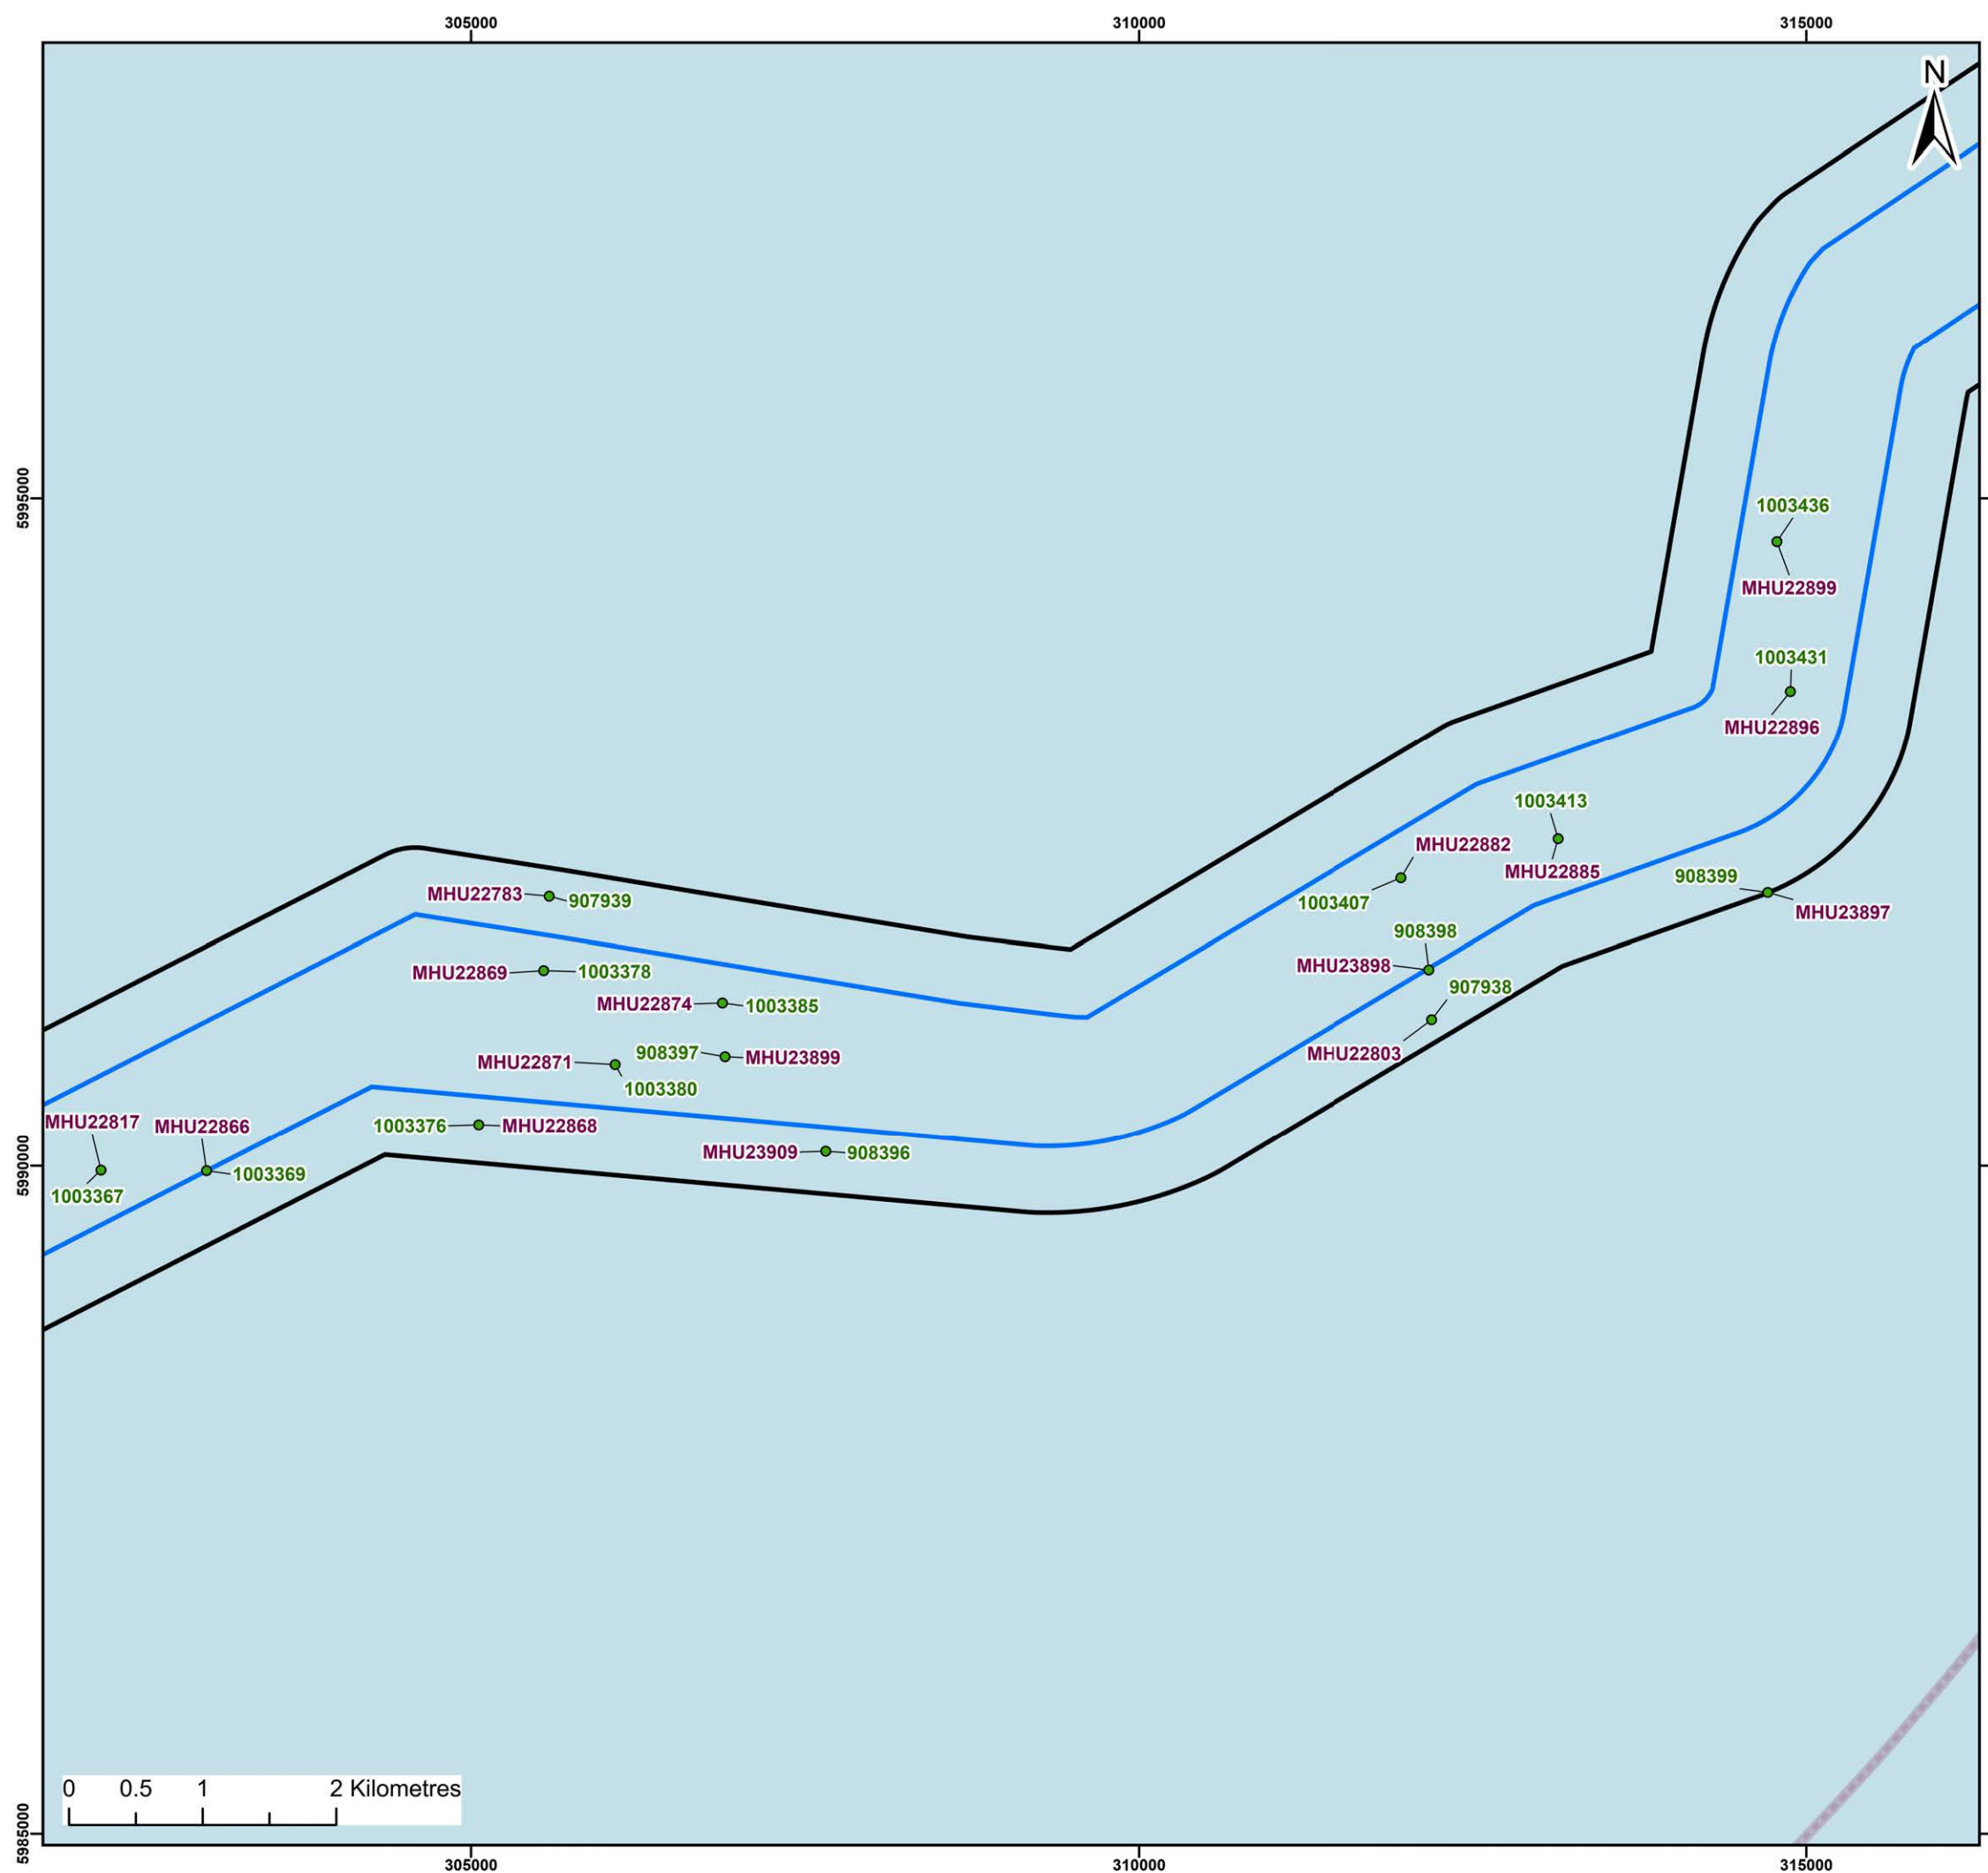 305000
310000
315000
N
5995000
1003436
MHU22899
1003431
MHU22896
1003413
MHU22882
MHU22885
908399
MHU22783
907939
1003407
MHU23897
908398
MHU23898
MHU22869
1003378
907938
MHU22874
1003385
908397
MHU23899
MHU22803
MHU22871
1003380
MHU22817
MHU22866
1003376
MHU22868
MHU23909
908396
5990000
1003369
1003367
0
0.5
1
2 Kilometres
5985000
305000
310000
315000